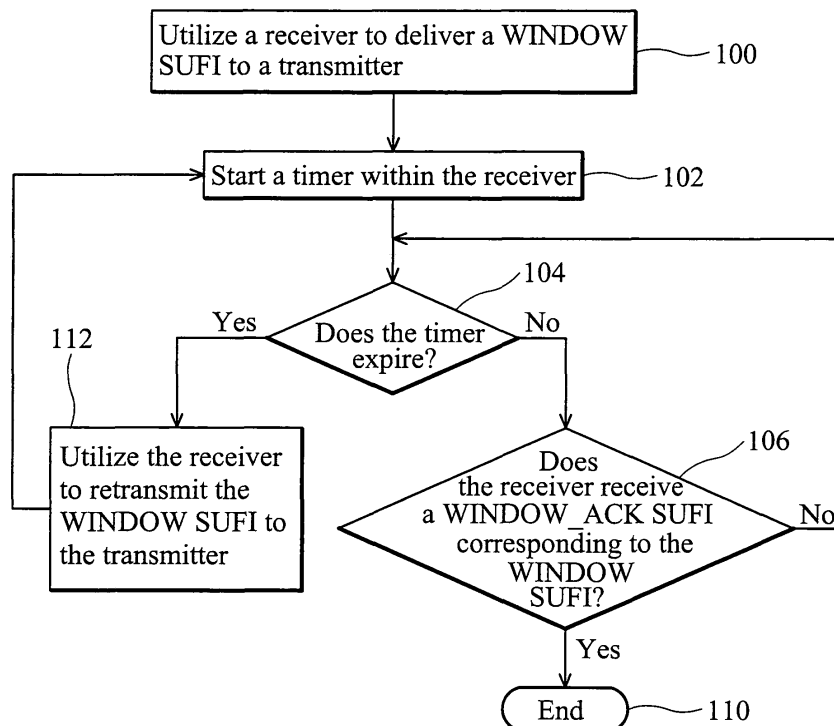 Utilize a receiver to deliver a WINDOW
SUFI to a transmitter
100
Start a timer within the receiver
102
104
Yes
No
Does the timer
expire?
112
Utilize the receiver
to retransmit the
WINDOW SUFI to
the transmitter
106
Does
the receiver receive
a WINDOW_ACK SUFI
corresponding to the
WINDOW
SUFI?
No
Yes
End
110